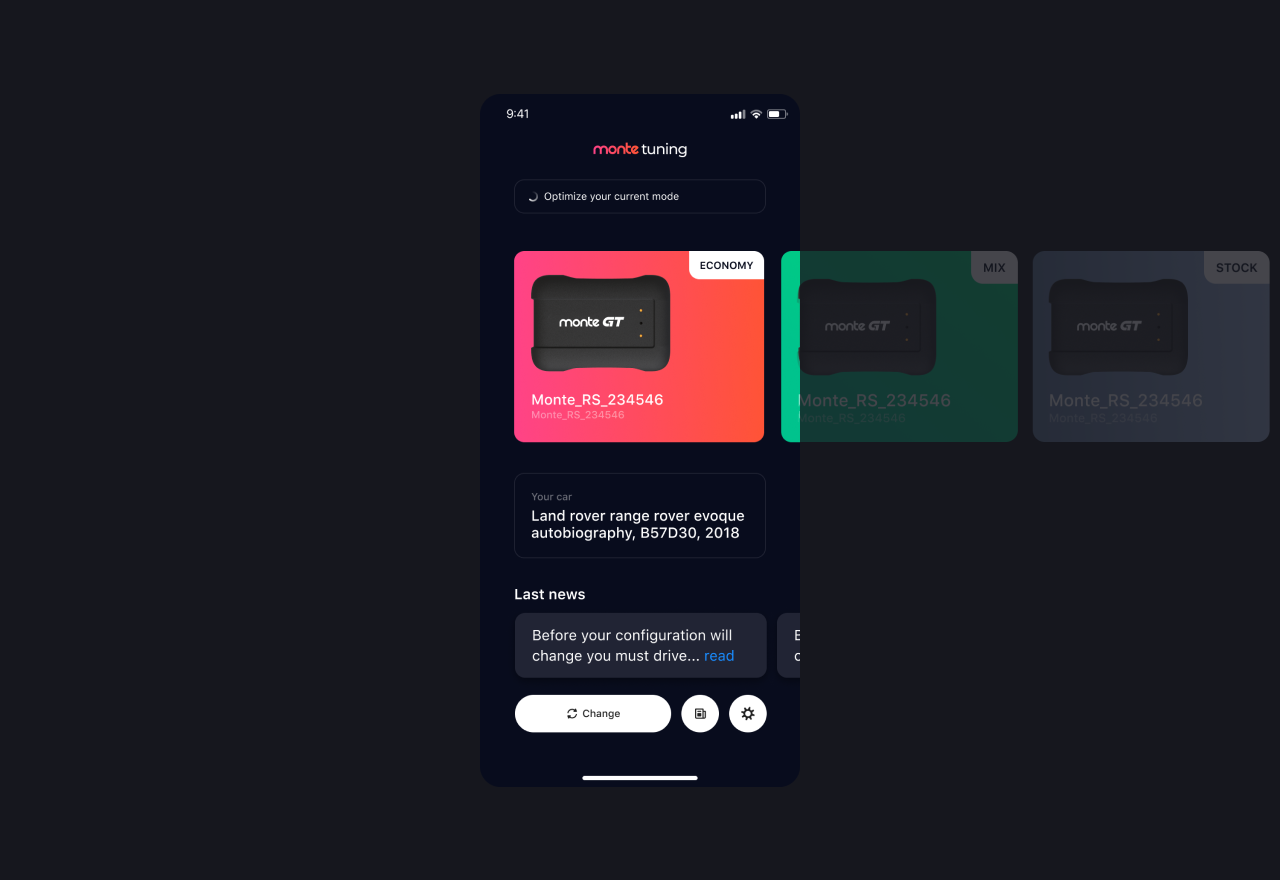 9:41
monte tuning
Optimize your current mode
ECONOMY
monte GT
Monte_RS_234546
Monte_RS_234546
MIX
monte GT
Monte_RS_234546
Monte_RS_234546
STOCK
monte GT
Monte_RS_234546
Monte_RS_234546
Your car
Land rover range rover evoque
autobiography, B57D30, 2018
Last news
Before your configuration will
change you must drive... read
Change